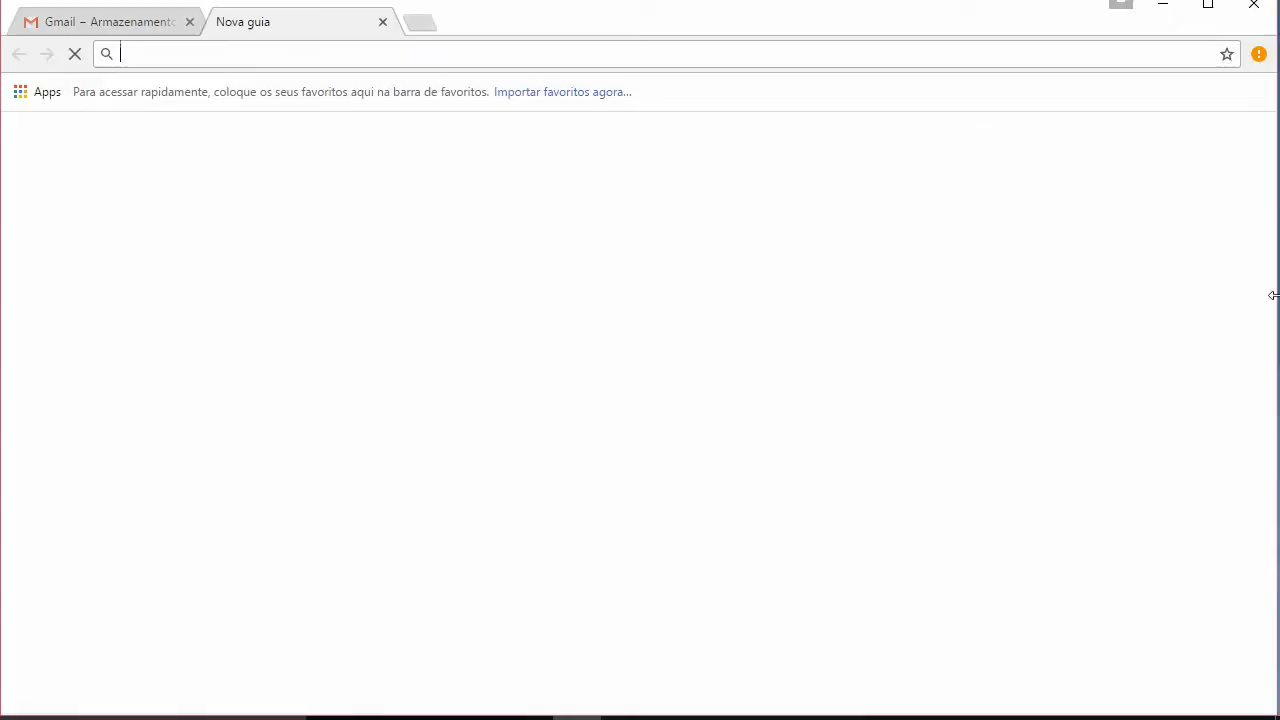 Gmail – Armazenamento
Nova guia
Apps Para acessar rapidamente, coloque os seus favoritos aqui na barra de favoritos. Importar favoritos agora...